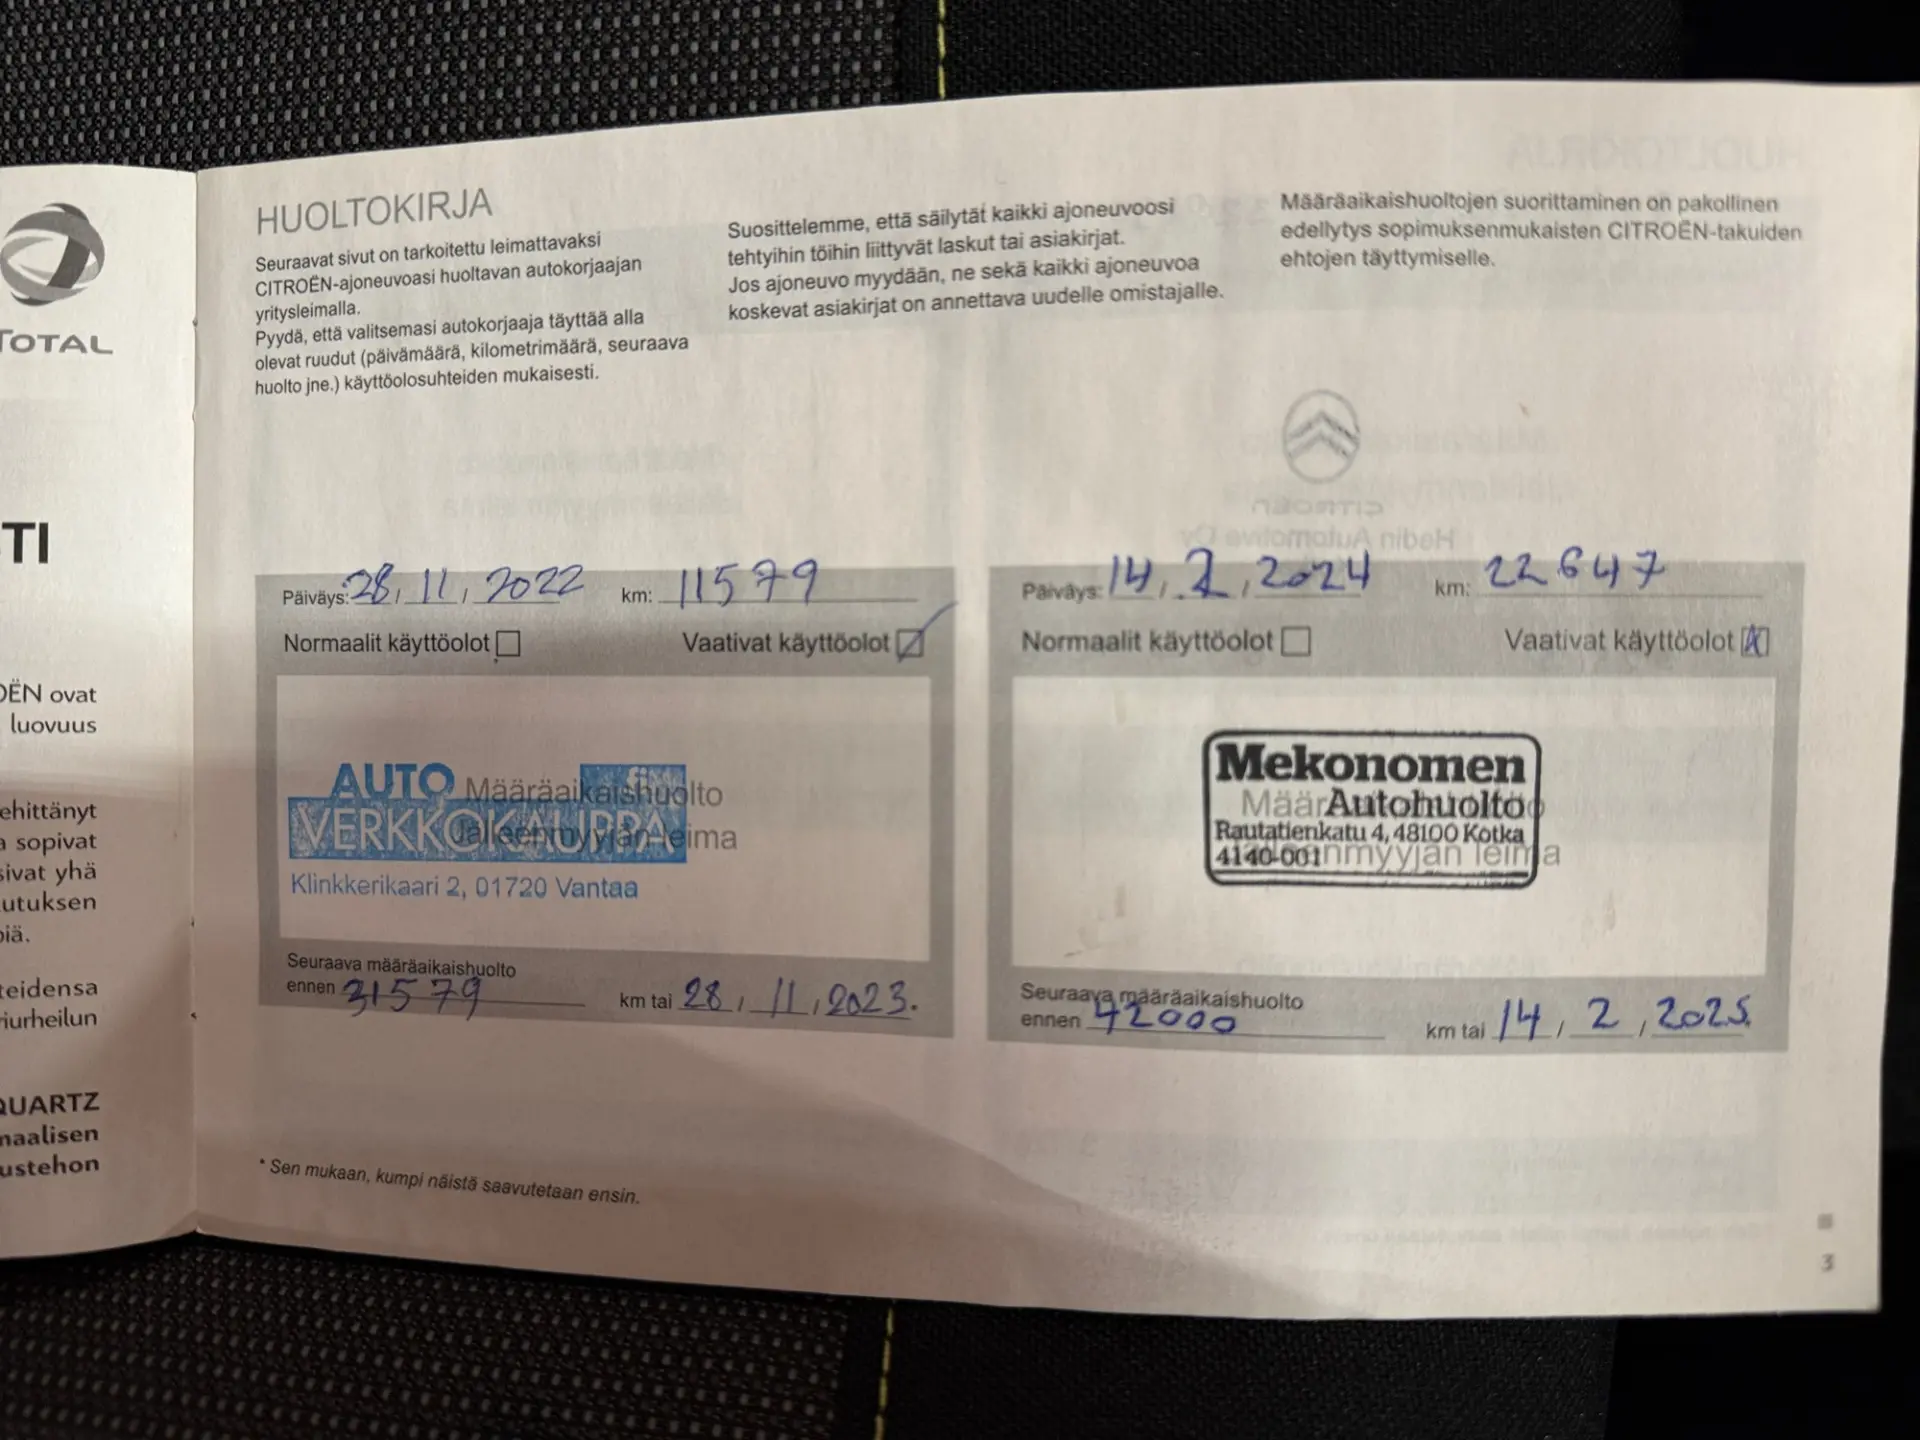 TOTAL
TI
OËN ovat
luovuus
ehittänyt
sopivat
sivat yhä
utuksen
teidensa
QUARTZ
HUOLTOKIRJA
Seuraavat sivut on tarkoitettu leimattavaksi
CITROËN-ajoneuvoasi huoltavan autokorjaajan
yritysleimalla.
Pyydä, että valitsemasi autokorjaaja täyttää alla
olevat ruudut (päivämäärä, kilometrimäärä, seuraava
huolto jne.) käyttöolosuhteiden mukaisesti.
Suosittelemme, että säilytät kaikki ajoneuvoosi
tehtyihin töihin liittyvät laskut tai asiakirjat.
Jos ajoneuvo myydään, ne sekä kaikki ajoneuvoa
koskevat asiakirjat on annettava uudelle omistajalle.
Määräaikaishuoltojen suorittaminen on pakollinen
edellytys sopimuksenmukaisten CITROËN-takuiden
ehtojen täyttymiselle.
Päiväys: 28, 11, 2022 km: 11579
Normaalit käyttöolot Vaativat käyttöolot
AUTO
VERKKOKAUPPA
fi
Määräaikaishuolto
Jälleenmyyjän leima
Klinkkerikaari 2, 01720 Vantaa
Seuraava määräaikaishuolto
ennen 31579 km tai 28, 11, 2023.
Päiväys: 14, 2, 2024 km: 22647
Normaalit käyttöolot Vaativat käyttöolot
Mekonomen
Autohuolto
Rautatienkatu 4, 48100 Kotka
4140-001
Seuraava määräaikaishuolto
ennen 42000 km tai 14 / 2, 2025.
* Sen mukaan, kumpi näistä saavutetaan ensin.
3